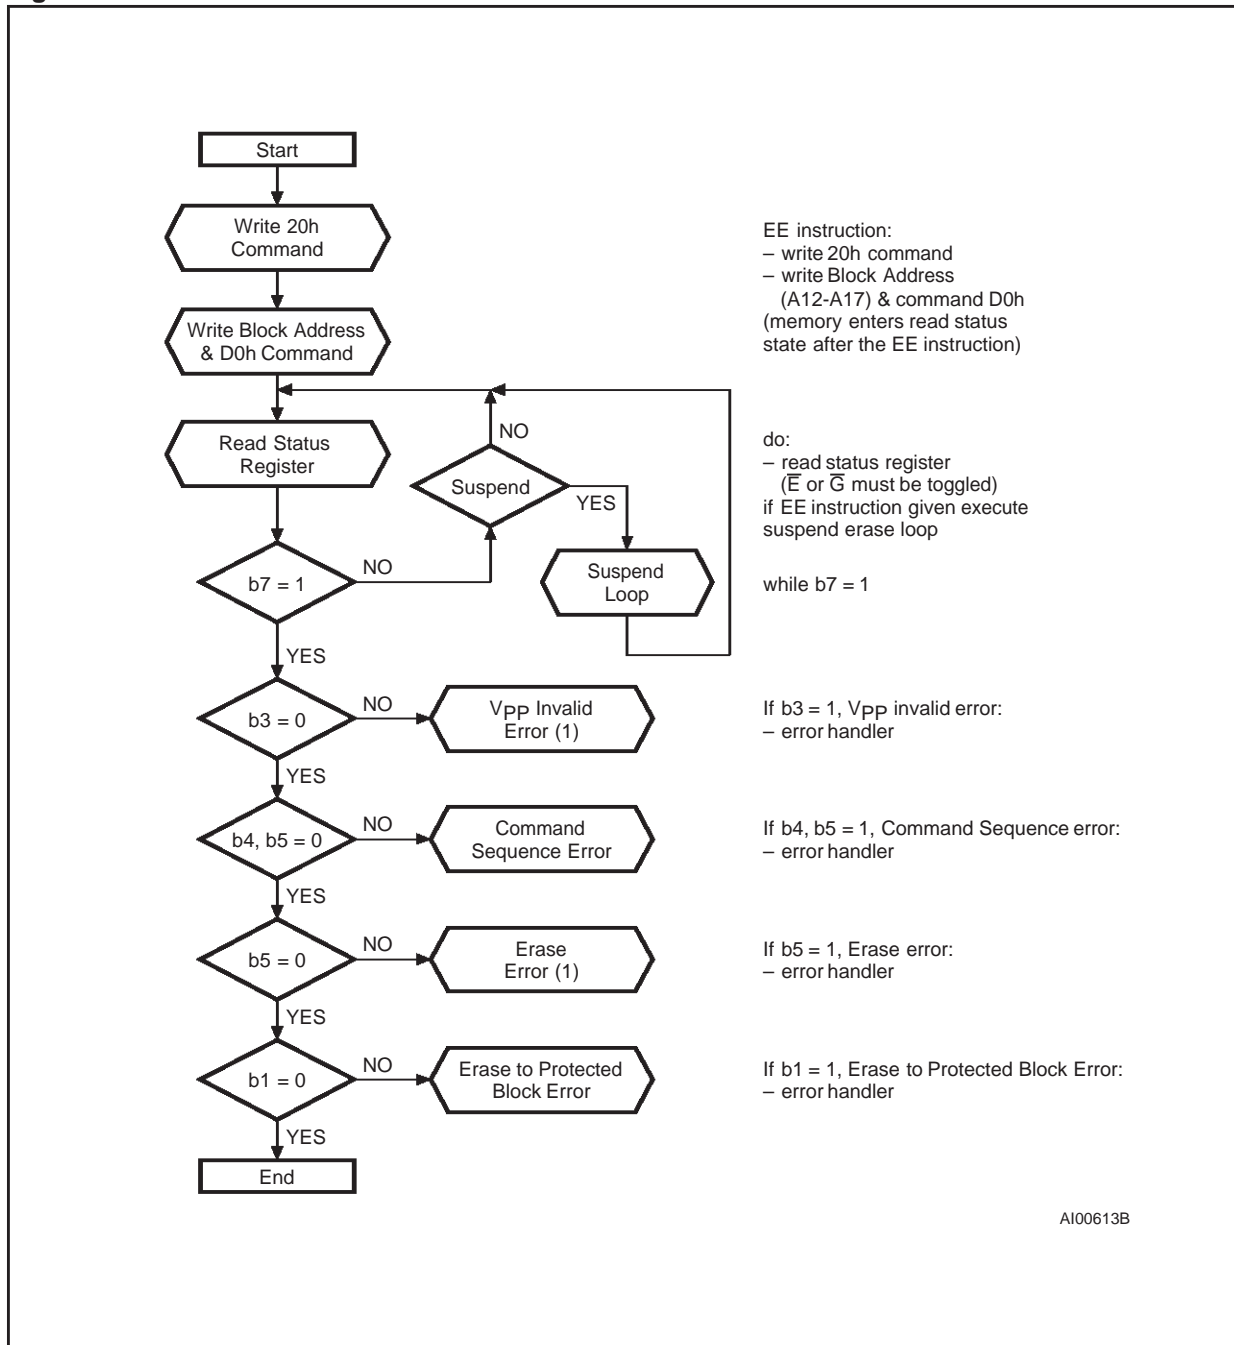 Start
Write 20h
Command
Write Block Address
& D0h Command
Read Status
Register
NO
Suspend
YES
Suspend
Loop
b7 = 1
NO
YES
b3 = 0
NO
VPP Invalid
Error (1)
YES
b4, b5 = 0
NO
Command
Sequence Error
YES
b5 = 0
NO
Erase
Error (1)
YES
b1 = 0
NO
Erase to Protected
Block Error
YES
End
EE instruction:
– write 20h command
– write Block Address
(A12-A17) & command D0h
(memory enters read status
state after the EE instruction)
do:
– read status register
(E̅ or G̅ must be toggled)
if EE instruction given execute
suspend erase loop
while b7 = 1
If b3 = 1, VPP invalid error:
– error handler
If b4, b5 = 1, Command Sequence error:
– error handler
If b5 = 1, Erase error:
– error handler
If b1 = 1, Erase to Protected Block Error:
– error handler
AI00613B